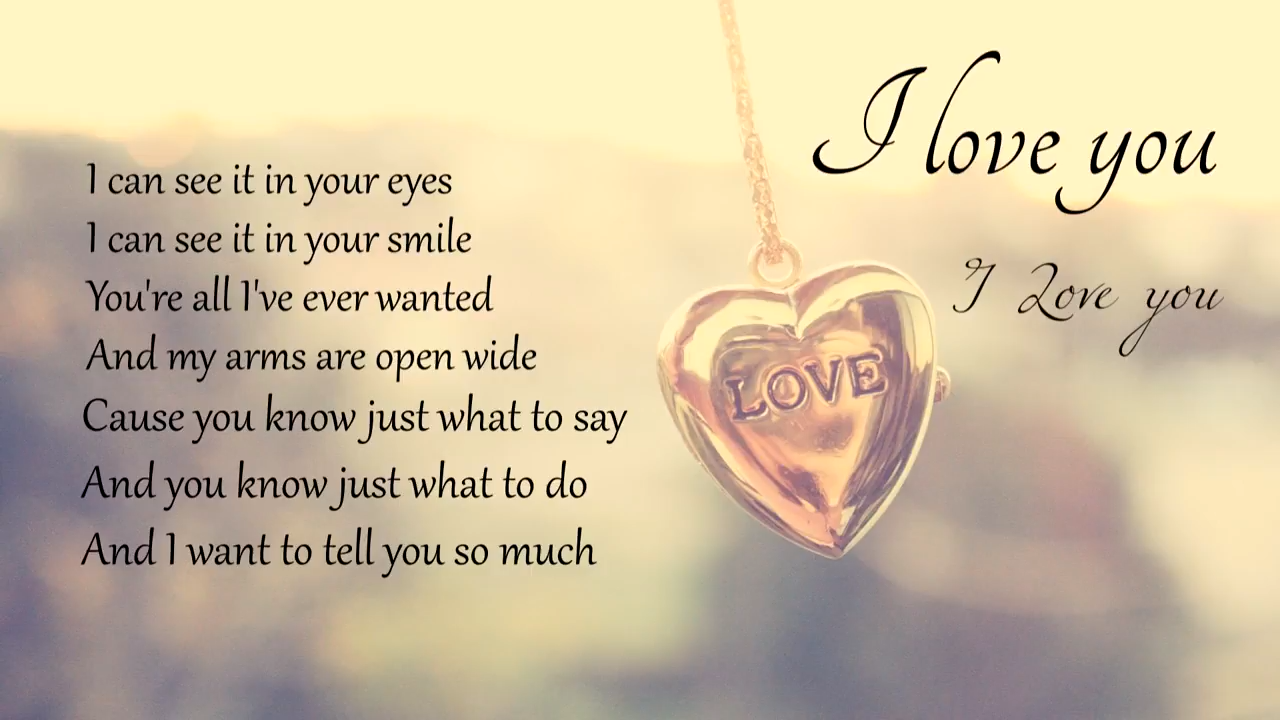 I love you
I can see it in your eyes
I can see it in your smile
You're all I've ever wanted
And my arms are open wide
Cause you know just what to say
And you know just what to do
And I want to tell you so much
I Love you
LOVE